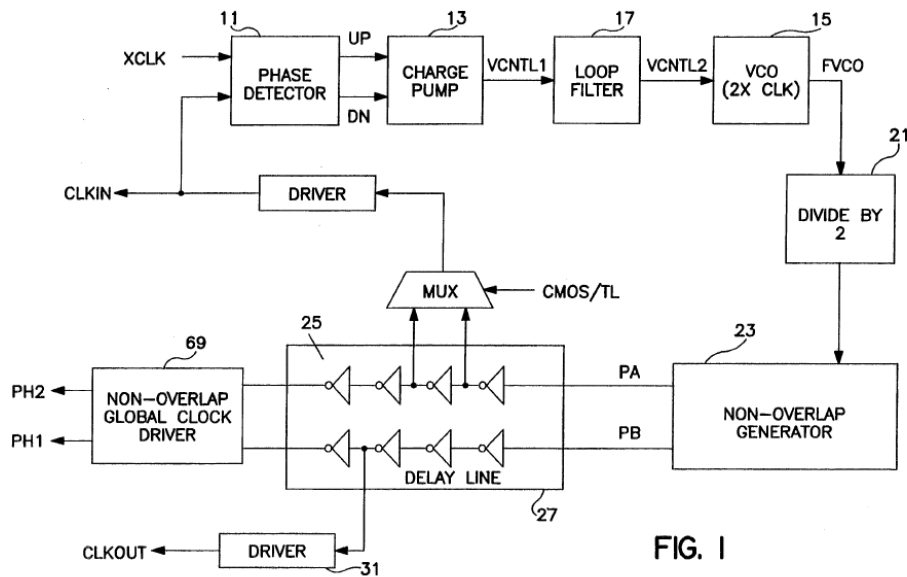 11
13
17
15
XCLK
UP
DN
PHASE
DETECTOR
CHARGE
PUMP
VCNTL1
LOOP
FILTER
VCNTL2
VCO
(2X CLK)
FVCO
21
DIVIDE BY
2
CLKIN
DRIVER
MUX
CMOS/TL
25
69
23
PH2
PH1
NON-OVERLAP
GLOBAL CLOCK
DRIVER
PA
PB
NON-OVERLAP
GENERATOR
DELAY LINE
27
CLKOUT
DRIVER
31
FIG. 1